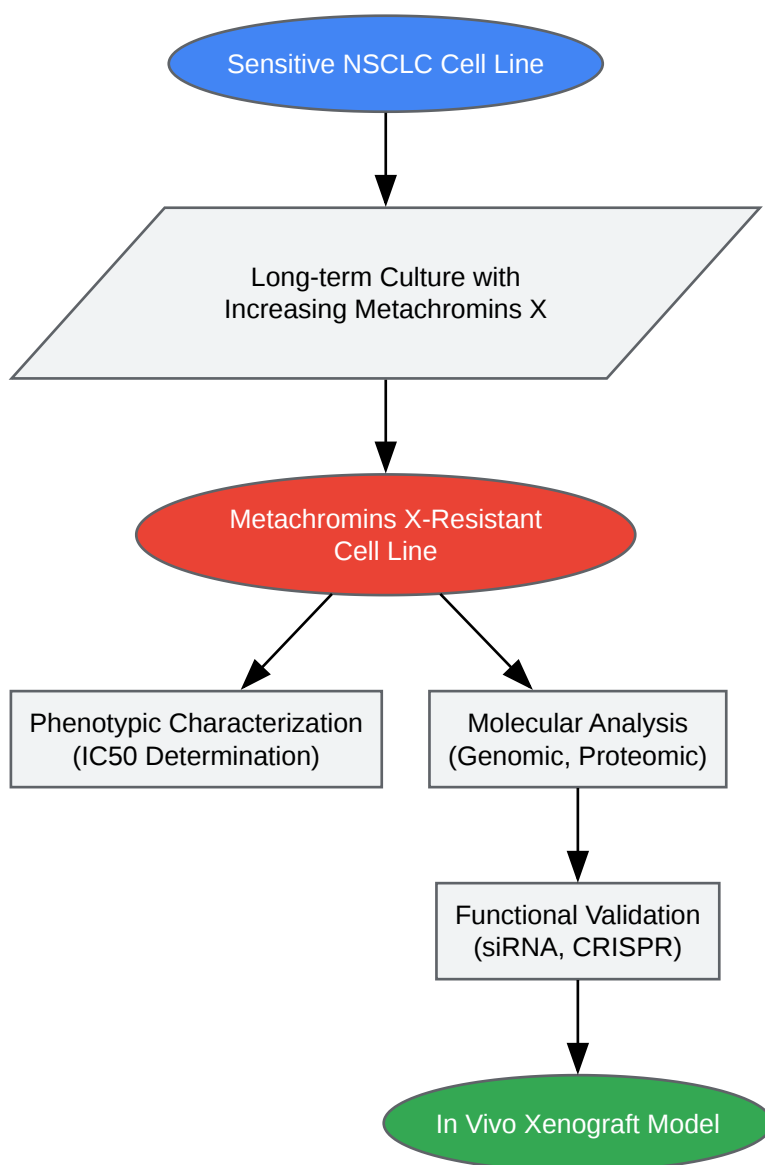 Sensitive NSCLC Cell Line
Long-term Culture with
Increasing Metachromins X
Metachromins X-Resistant
Cell Line
Phenotypic Characterization
(IC50 Determination)
Molecular Analysis
(Genomic, Proteomic)
Functional Validation
(siRNA, CRISPR)
In Vivo Xenograft Model